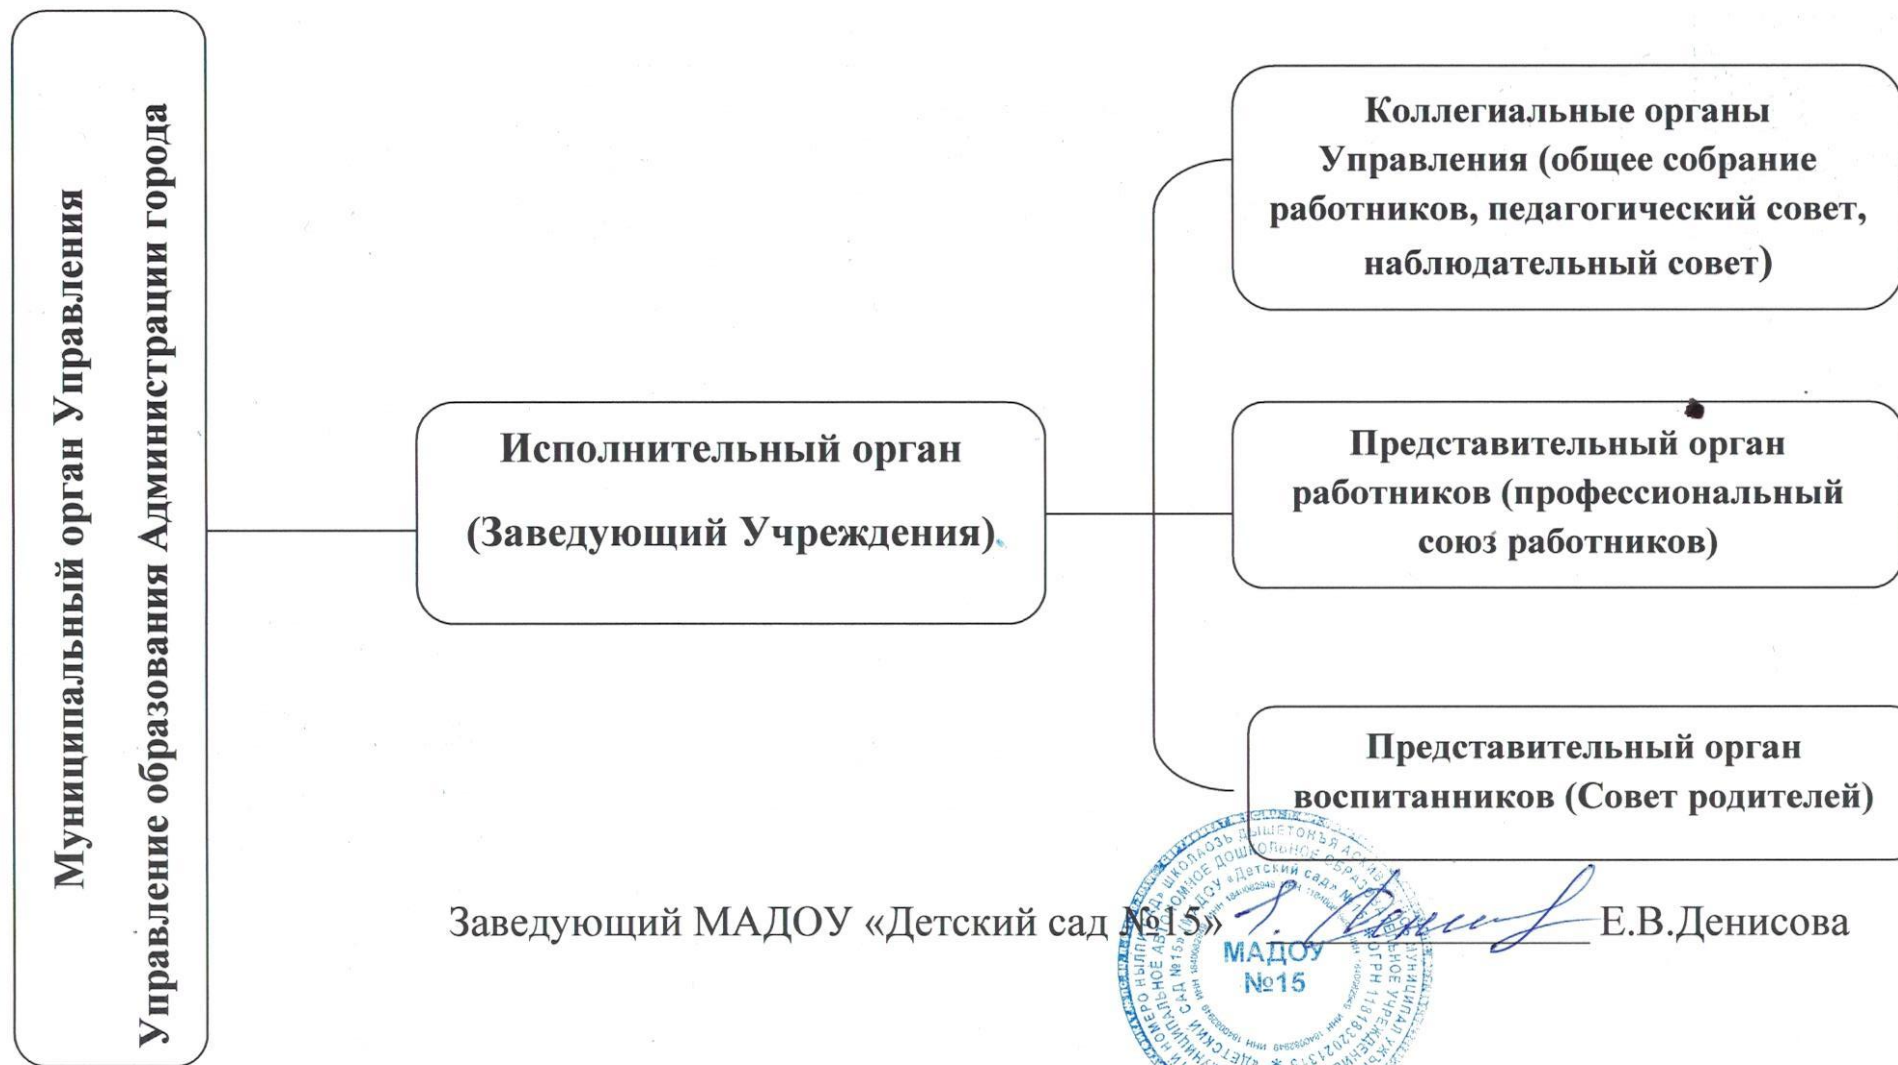 Муниципальный орган Управления
Управление образования Администрации города
Исполнительный орган
(Заведующий Учреждения)
Коллегиальные органы
Управления (общее собрание
работников, педагогический совет,
наблюдательный совет)
Представительный орган
работников (профессиональный
союз работников)
Представительный орган
воспитанников (Совет родителей)
Заведующий МАДОУ «Детский сад №15» Е.В.Денисова
МАДОУ
№15